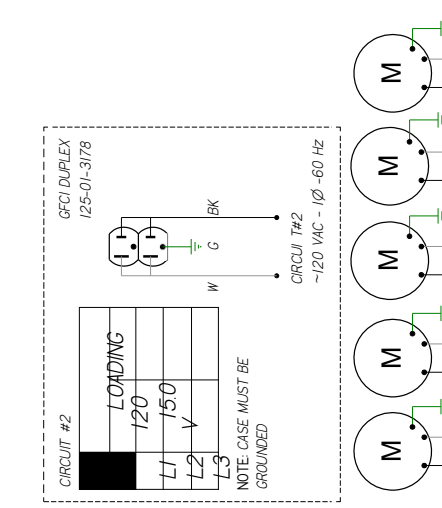 CIRCUIT #2
LOADING
120
15.0
V
L1
L2
L3
NOTE: CASE MUST BE
GROUNDED
GFCI DUPLEX
125-01-3178
BK
G
W
CIRCUI T#2
~120 VAC - 1Ø -60 HZ
M
M
M
M
M